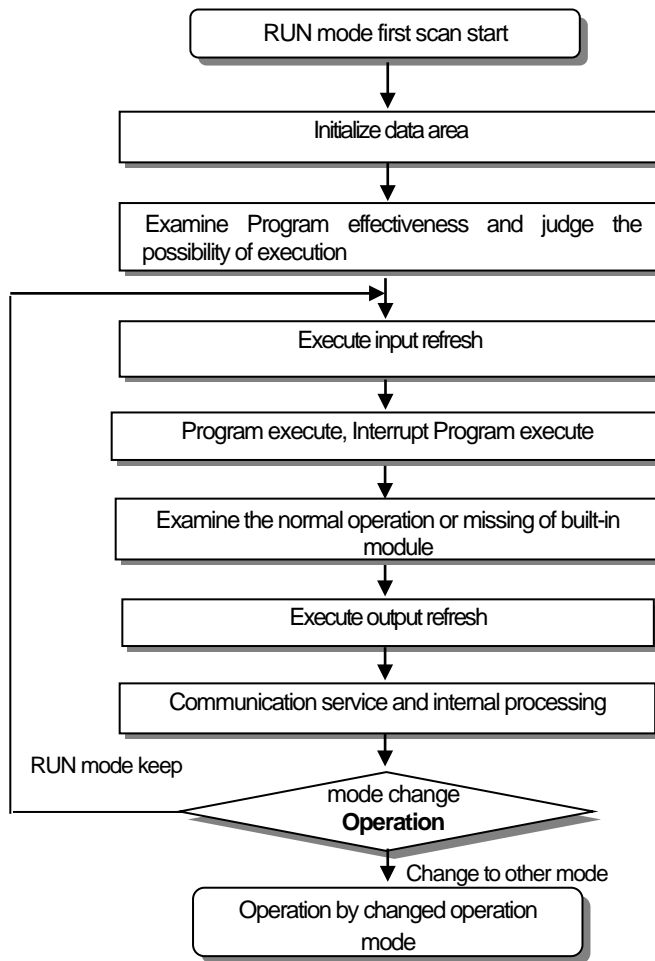 RUN mode first scan start
Initialize data area
Examine Program effectiveness and judge the
possibility of execution
Execute input refresh
Program execute, Interrupt Program execute
Examine the normal operation or missing of built-in
module
Execute output refresh
Communication service and internal processing
RUN mode keep
mode change
Operation
Change to other mode
Operation by changed operation
mode